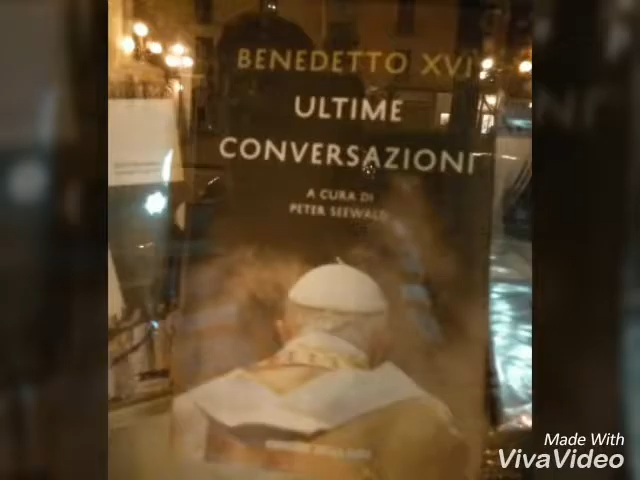 BENEDETTO XVI
ULTIME
CONVERSAZIONI
A CURA DI
PETER SEEWALD
Made With
VivaVideo